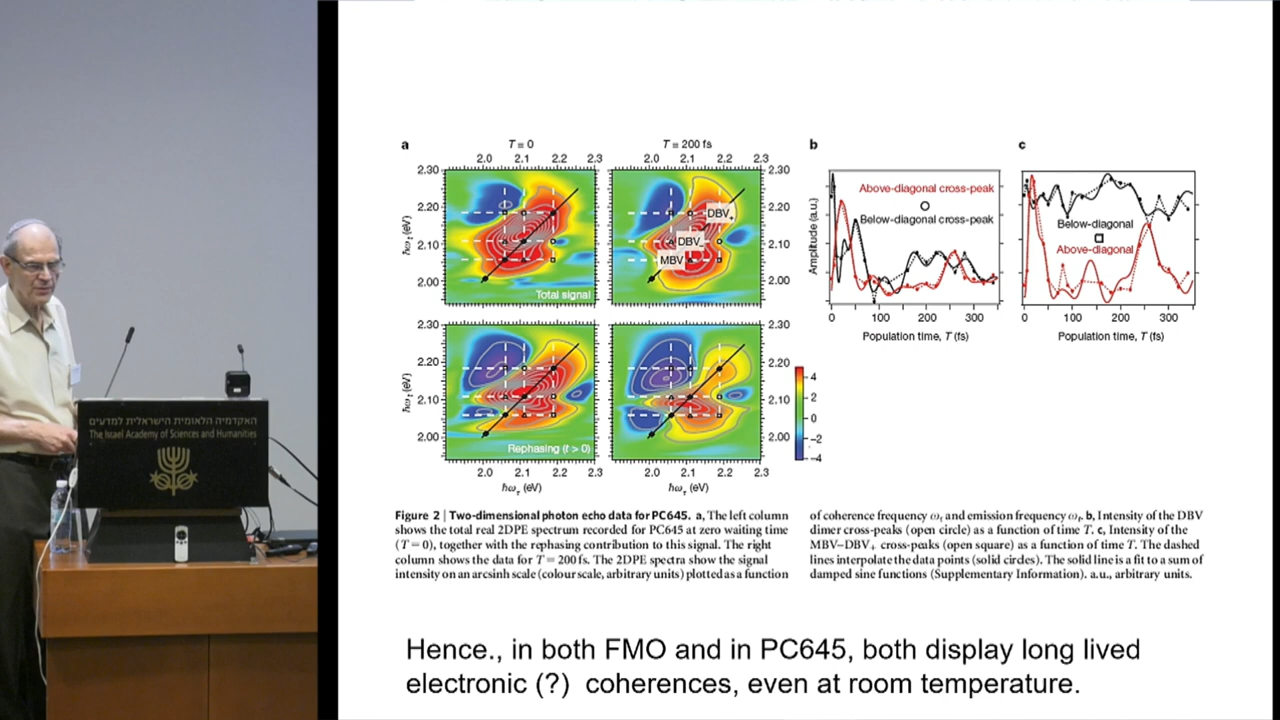 האקדמיה הלאומית הישראלית למדעים
The Israel Academy of Sciences and Humanities
a
T = 0
T = 200 fs
2.0 2.1 2.2 2.3
2.0 2.1 2.2 2.3
2.30
2.20
2.10
2.00
ħωt (eV)
Total signal
DBV+
DBV-
MBV
2.30
2.20
2.10
2.00
2.30
2.20
2.10
2.00
ħωt (eV)
Rephasing (t > 0)
2.30
2.20
2.10
2.00
2.0 2.1 2.2 2.3
2.0 2.1 2.2 2.3
ħωτ (eV)
ħωτ (eV)
4
2
0
−2
−4
b
Amplitude (a.u.)
Above-diagonal cross-peak
Below-diagonal cross-peak
0 100 200 300
Population time, T (fs)
c
Below-diagonal
Above-diagonal
0 100 200 300
Population time, T (fs)
Figure 2 | Two-dimensional photon echo data for PC645. a, The left column
shows the total real 2DPE spectrum recorded for PC645 at zero waiting time
(T = 0), together with the rephasing contribution to this signal. The right
column shows the data for T = 200 fs. The 2DPE spectra show the signal
intensity on an arcsinh scale (colour scale, arbitrary units) plotted as a function
of coherence frequency ωτ and emission frequency ωt. b, Intensity of the DBV
dimer cross-peaks (open circle) as a function of time T. c, Intensity of the
MBV–DBV+ cross-peaks (open square) as a function of time T. The dashed
lines interpolate the data points (solid circles). The solid line is a fit to a sum of
damped sine functions (Supplementary Information). a.u., arbitrary units.
Hence., in both FMO and in PC645, both display long lived
electronic (?) coherences, even at room temperature.